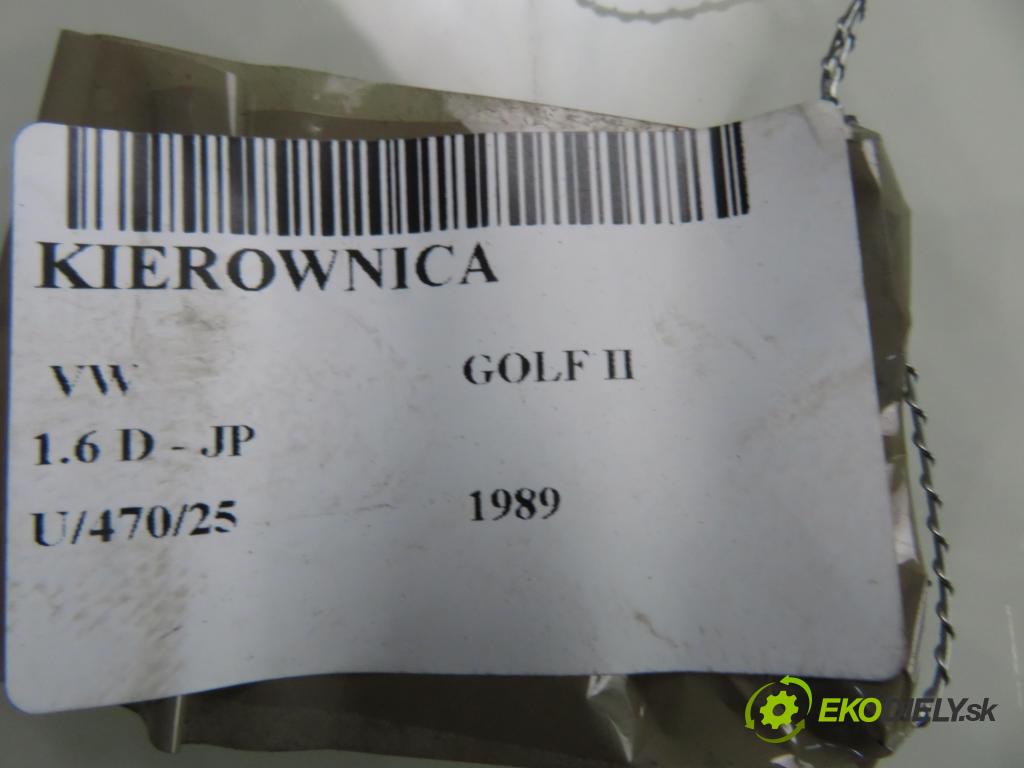 KIEROWNICA
VW GOLF II
1.6 D - JP
U/470/25 1989
EKODIELY.sk